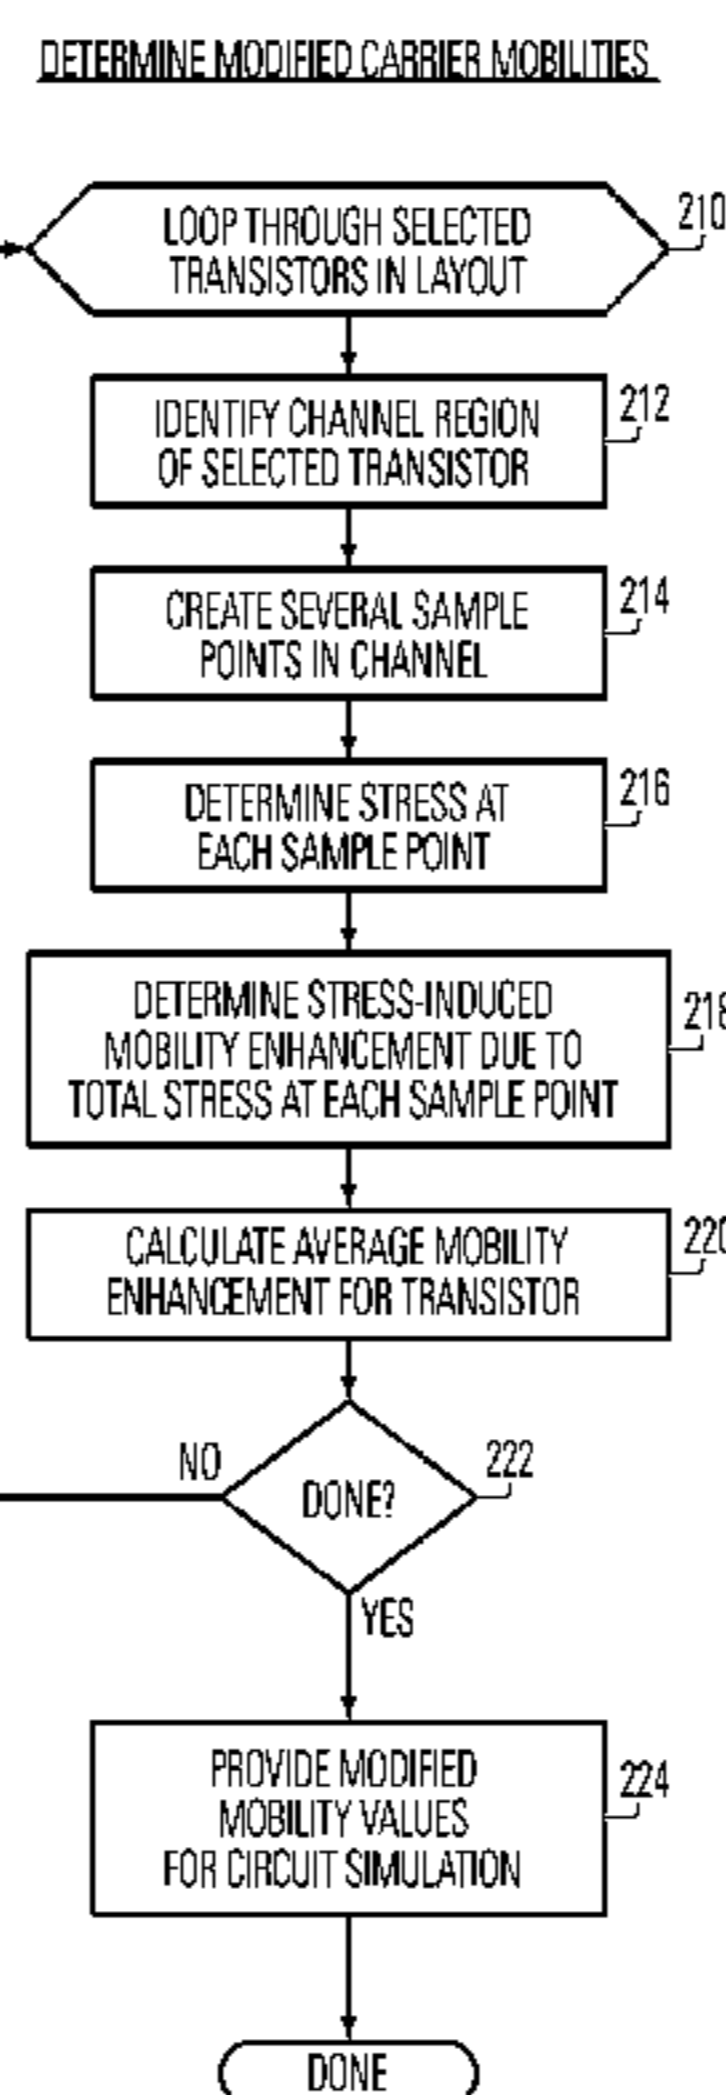 DETERMINE MODIFIED CARRIER MOBILITIES
LOOP THROUGH SELECTED
TRANSISTORS IN LAYOUT
210
IDENTIFY CHANNEL REGION
OF SELECTED TRANSISTOR
212
CREATE SEVERAL SAMPLE
POINTS IN CHANNEL
214
DETERMINE STRESS AT
EACH SAMPLE POINT
216
DETERMINE STRESS-INDUCED
MOBILITY ENHANCEMENT DUE TO
TOTAL STRESS AT EACH SAMPLE POINT
218
CALCULATE AVERAGE MOBILITY
ENHANCEMENT FOR TRANSISTOR
220
NO
DONE?
222
YES
PROVIDE MODIFIED
MOBILITY VALUES
FOR CIRCUIT SIMULATION
224
DONE